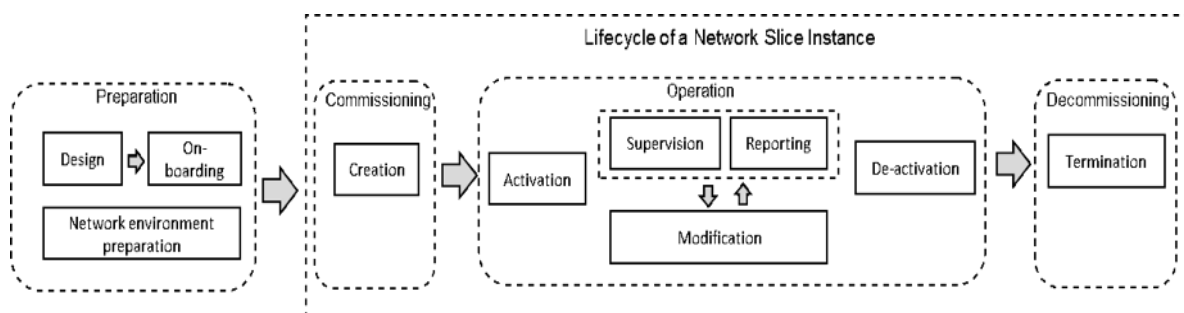 Lifecycle of a Network Slice Instance
Preparation
Design
On-
boarding
Network environment
preparation
Commissioning
Creation
Operation
Activation
Supervision
Reporting
Modification
De-activation
Decommissioning
Termination